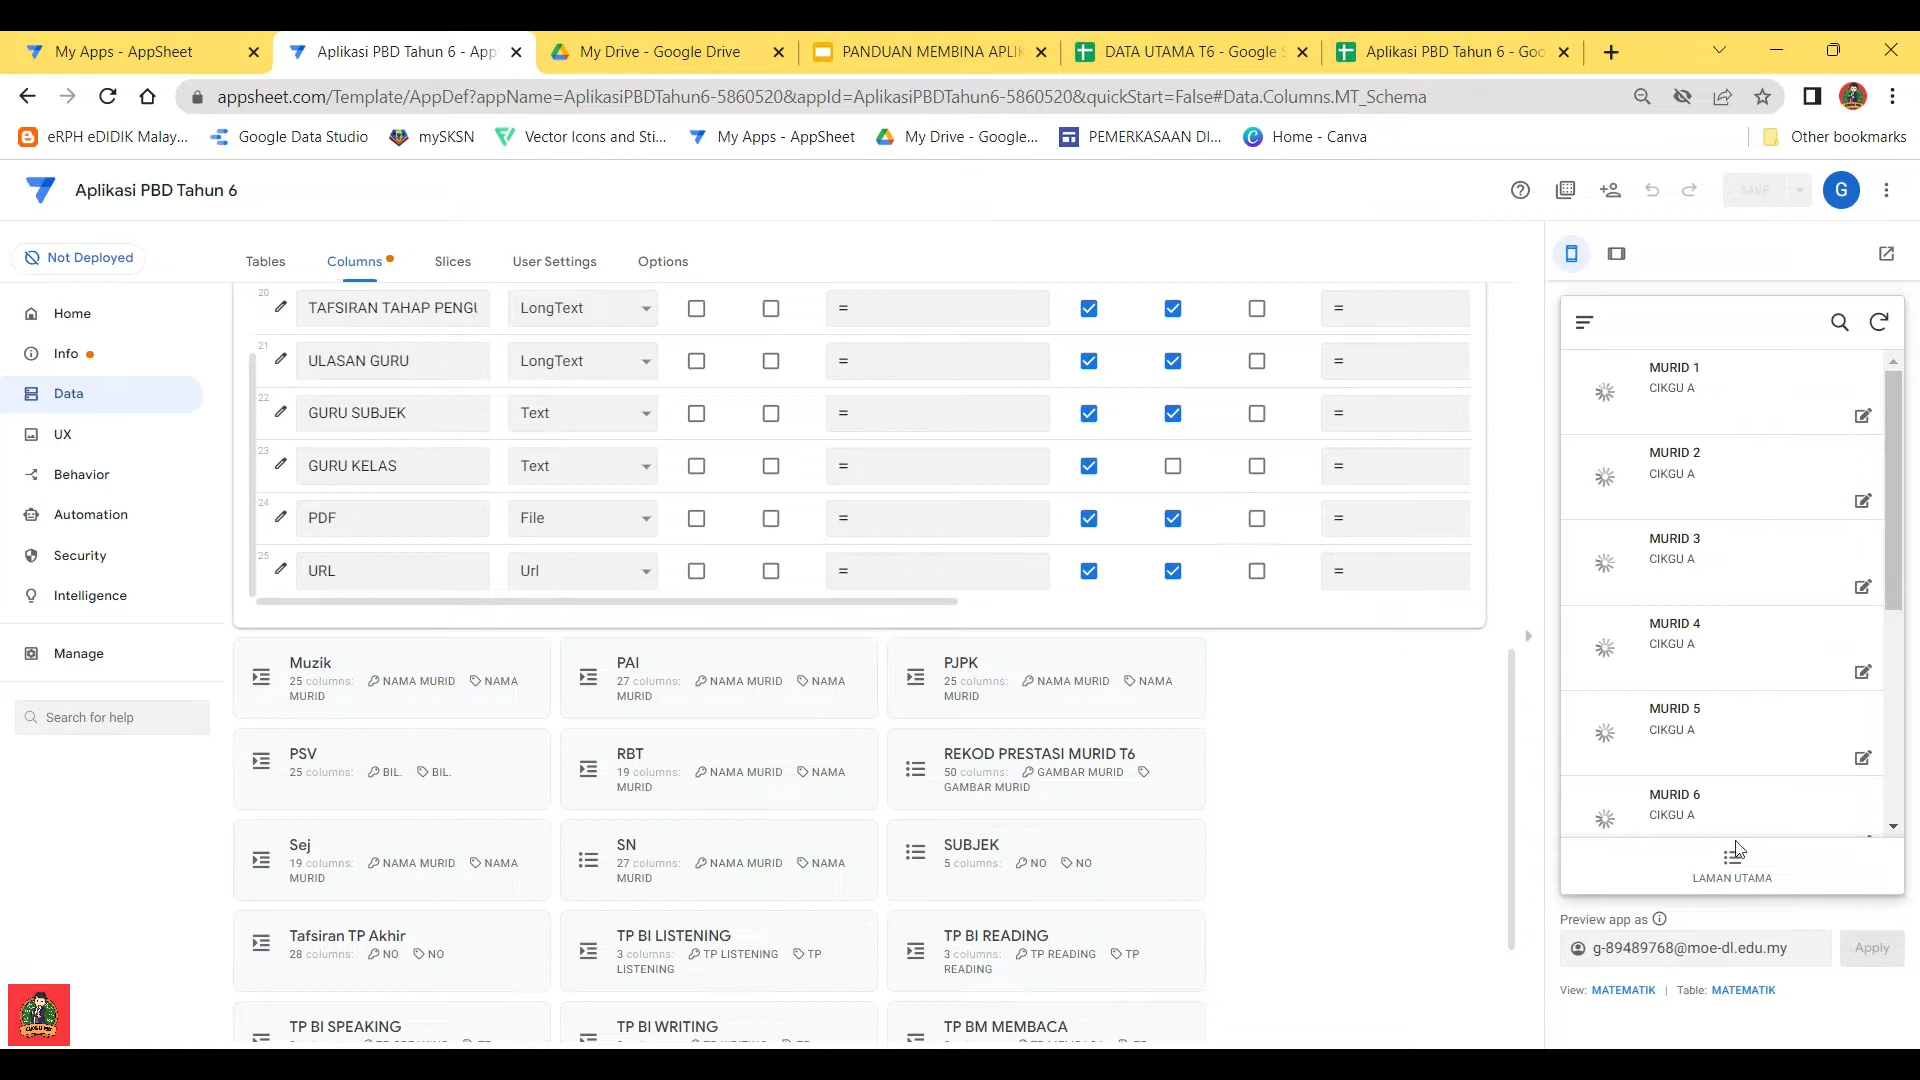 My Apps - AppSheet
Aplikasi PBD Tahun 6 - App
My Drive - Google Drive
PANDUAN MEMBINA APLIK
DATA UTAMA T6 - Google S
Aplikasi PBD Tahun 6 - Goo
appsheet.com/Template/AppDef?appName=AplikasiPBDTahun6-5860520&appId=AplikasiPBDTahun6-5860520&quickStart=False#Data.Columns.MT_Schema
eRPH eDIDIK Malay...
Google Data Studio
mySKSN
Vector Icons and Sti...
My Apps - AppSheet
My Drive - Google...
PEMERKASAAN DI...
Home - Canva
Other bookmarks
Aplikasi PBD Tahun 6
SAVE
G
Not Deployed
Home
Info
Data
UX
Behavior
Automation
Security
Intelligence
Manage
Search for help
Tables
Columns
Slices
User Settings
Options
20 TAFSIRAN TAHAP PENGU LongText = =
21 ULASAN GURU LongText = =
22 GURU SUBJEK Text = =
23 GURU KELAS Text = =
24 PDF File = =
25 URL Url = =
Muzik
25 columns: NAMA MURID NAMA
MURID
PAI
27 columns: NAMA MURID NAMA
MURID
PJPK
25 columns: NAMA MURID NAMA
MURID
PSV
25 columns: BIL. BIL.
RBT
19 columns: NAMA MURID NAMA
MURID
REKOD PRESTASI MURID T6
50 columns: GAMBAR MURID
GAMBAR MURID
Sej
19 columns: NAMA MURID NAMA
MURID
SN
27 columns: NAMA MURID NAMA
MURID
SUBJEK
5 columns: NO NO
Tafsiran TP Akhir
28 columns: NO NO
TP BI LISTENING
3 columns: TP LISTENING TP
LISTENING
TP BI READING
3 columns: TP READING TP
READING
TP BI SPEAKING
TP BI WRITING
TP BM MEMBACA
MURID 1
CIKGU A
MURID 2
CIKGU A
MURID 3
CIKGU A
MURID 4
CIKGU A
MURID 5
CIKGU A
MURID 6
CIKGU A
LAMAN UTAMA
Preview app as
g-89489768@moe-dl.edu.my
Apply
View: MATEMATIK | Table: MATEMATIK